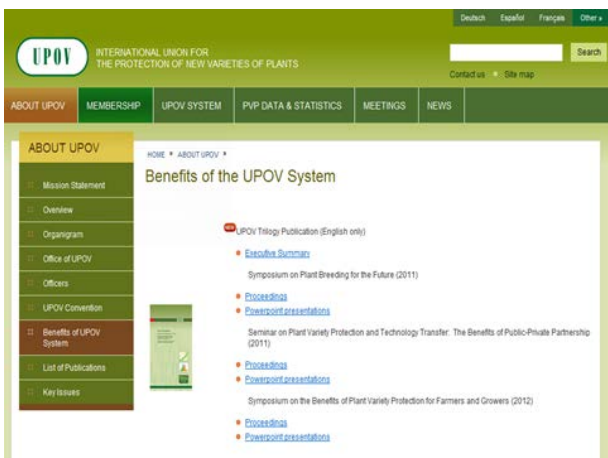 Deutsch Español Français Other »
UPOV
INTERNATIONAL UNION FOR
THE PROTECTION OF NEW VARIETIES OF PLANTS
Search
Contact us Site map
ABOUT UPOV MEMBERSHIP UPOV SYSTEM PVP DATA & STATISTICS MEETINGS NEWS
ABOUT UPOV
Mission Statement
Overview
Organigram
Office of UPOV
Officers
UPOV Convention
Benefits of UPOV
System
List of Publications
Key Issues
HOME ABOUT UPOV
Benefits of the UPOV System
NEW UPOV Trilogy Publication (English
only)
Executive Summary
Symposium on Plant Breeding for the Future (2011)
Proceedings
Powerpoint presentations
Seminar on Plant Variety Protection and Technology Transfer: The Benefits of Public-Private Partnership
(2011)
Proceedings
Powerpoint presentations
Symposium on the Benefits of Plant Variety Protection for Farmers and Growers (2012)
Proceedings
Powerpoint presentations